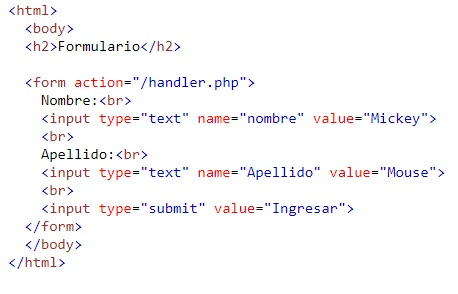 <html>
<body>
<h2>Formulario</h2>
<form action="/handler.php">
Nombre:<br>
<input type="text" name="nombre" value="Mickey">
<br>
Apellido:<br>
<input type="text" name="Apellido" value="Mouse">
<br>
<input type="submit" value="Ingresar">
</form>
</body>
</html>